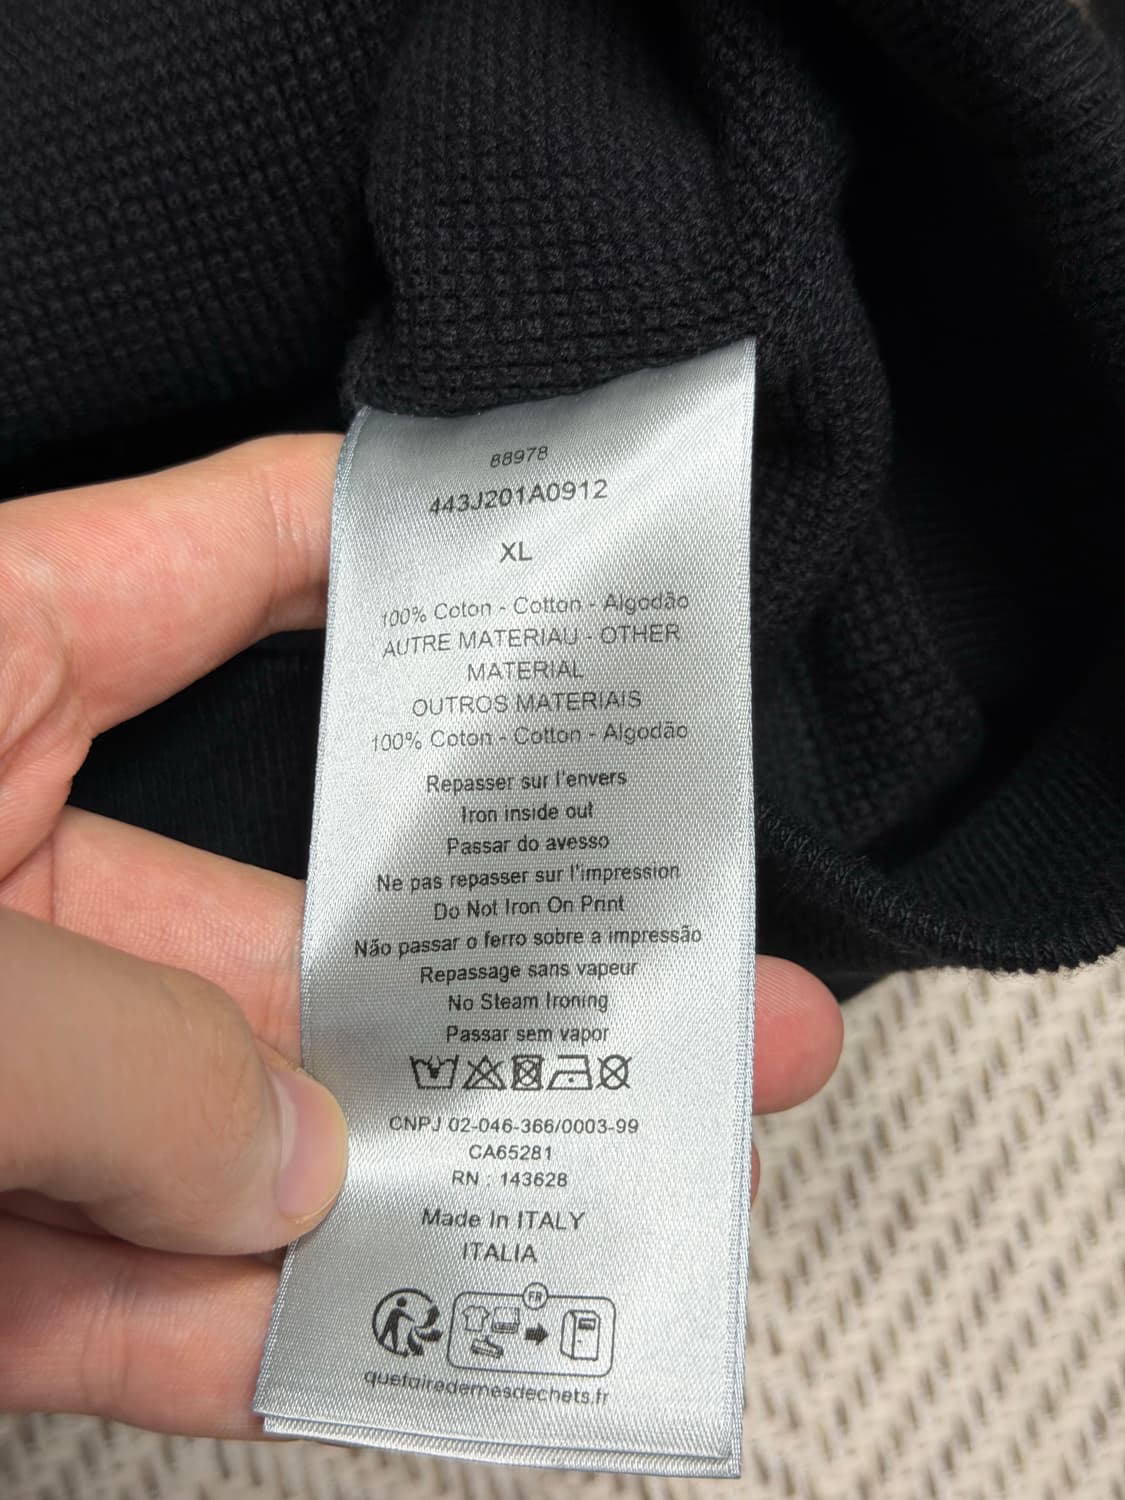 88978
443J201A0912
XL
100% Coton - Cotton - Algodão
AUTRE MATERIAU - OTHER
MATERIAL
OUTROS MATERIAIS
100% Coton - Cotton - Algodão
Repasser sur l'envers
Iron inside out
Passar do avesso
Ne pas repasser sur l'impression
Do Not Iron On Print
Não passar o ferro sobre a impressão
Repassage sans vapeur
No Steam Ironing
Passar sem vapor
CNPJ 02-046-366/0003-99
CA65281
RN : 143628
Made In ITALY
ITALIA
FR
quefairedemesdechets.fr